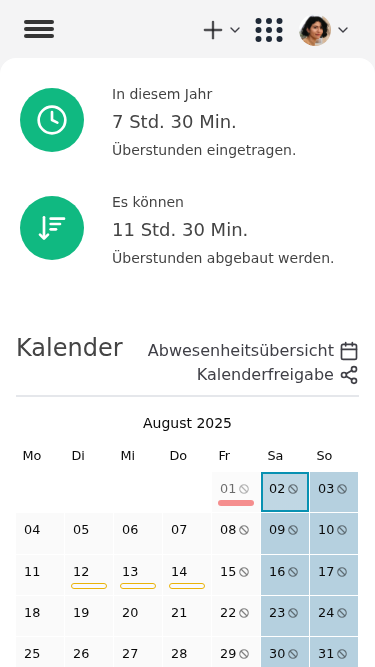 In diesem Jahr
7 Std. 30 Min.
Überstunden eingetragen.
Es können
11 Std. 30 Min.
Überstunden abgebaut werden.
Kalender
Abwesenheitsübersicht
Kalenderfreigabe
August 2025
Mo Di Mi Do Fr Sa So
01 02 03
04 05 06 07 08 09 10
11 12 13 14 15 16 17
18 19 20 21 22 23 24
25 26 27 28 29 30 31